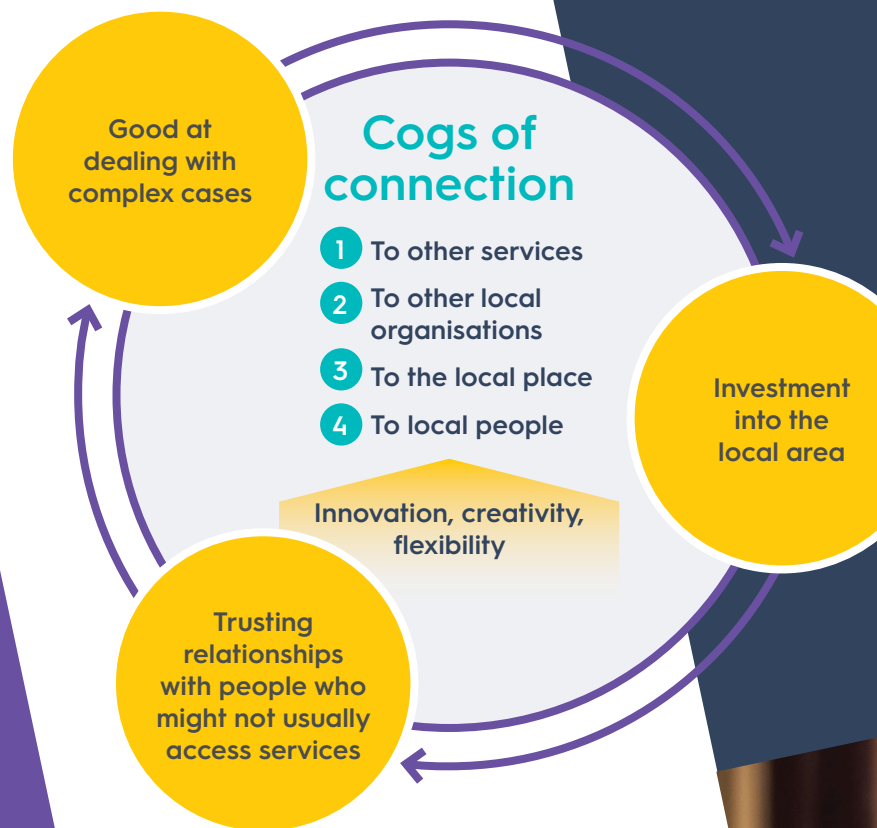 Good at
dealing with
complex cases
Cogs of
connection
1 To other services
2 To other local
organisations
3 To the local place
4 To local people
Innovation, creativity,
flexibility
Investment
into the
local area
Trusting
relationships
with people who
might not usually
access services